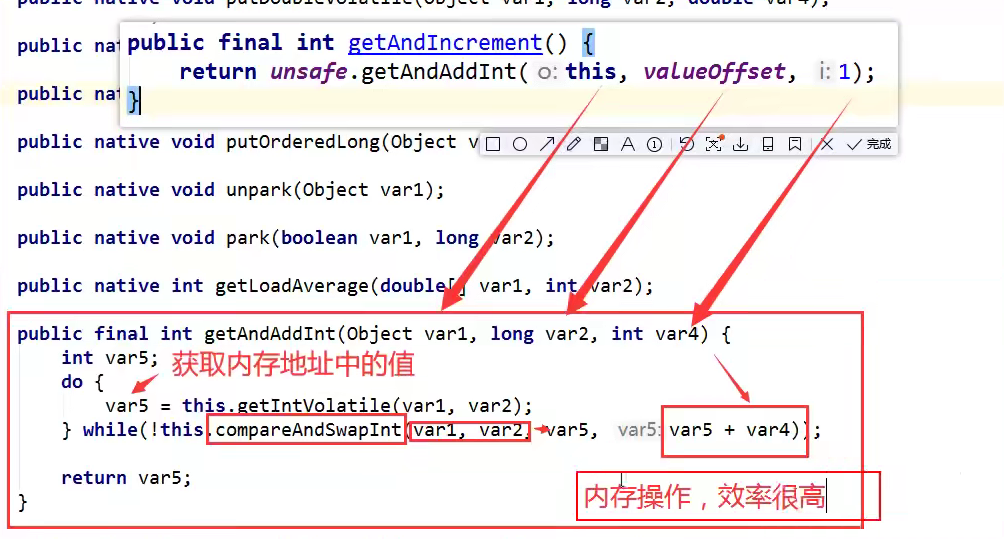 public native void putDoubleVolatile(Object var1, long var2, double var4);
public nat
public final int getAndIncrement() {
return unsafe.getAndAddInt( o: this, valueOffset, i: 1);
}
public nat
public native void putOrderedLong(Object v
完成
public native void unpark(Object var1);
public native void park(boolean var1, long var2);
public native int getLoadAverage(double[] var1, int var2);
public final int getAndAddInt(Object var1, long var2, int var4) {
int var5;
获取内存地址中的值
do {
var5 = this.getIntVolatile(var1, var2);
} while(!this.compareAndSwapInt(var1, var2, var5, var5: var5 + var4));
return var5;
内存操作，效率很高
}